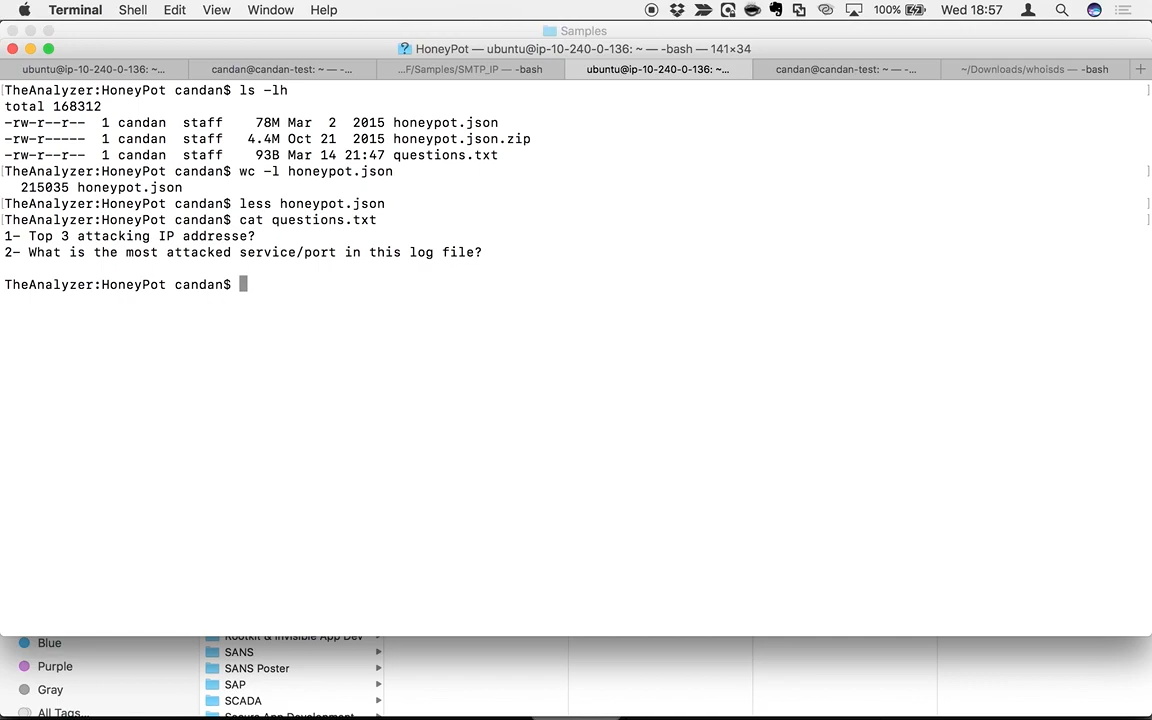 Terminal Shell Edit View Window Help 100% Wed 18:57
Samples
HoneyPot — ubuntu@ip-10-240-0-136: ~ — -bash — 141×34
ubuntu@ip-10-240-0-136: ~... candan@candan-test: ~ — -... ...F/Samples/SMTP_IP — -bash ubuntu@ip-10-240-0-136: ~... candan@candan-test: ~ — -... ~/Downloads/whoisds — -bash +
[TheAnalyzer:HoneyPot candan$ ls -lh ]
total 168312
-rw-r--r-- 1 candan staff 78M Mar 2 2015 honeypot.json
-rw-r----- 1 candan staff 4.4M Oct 21 2015 honeypot.json.zip
-rw-r--r-- 1 candan staff 93B Mar 14 21:47 questions.txt
[TheAnalyzer:HoneyPot candan$ wc -l honeypot.json ]
215035 honeypot.json
[TheAnalyzer:HoneyPot candan$ less honeypot.json ]
[TheAnalyzer:HoneyPot candan$ cat questions.txt ]
1- Top 3 attacking IP addresse?
2- What is the most attacked service/port in this log file?
TheAnalyzer:HoneyPot candan$
Rootkit & Invisible App Dev
Blue
SANS
Purple
SANS Poster
Gray
SAP
SCADA
All Tags...
Secure App Development